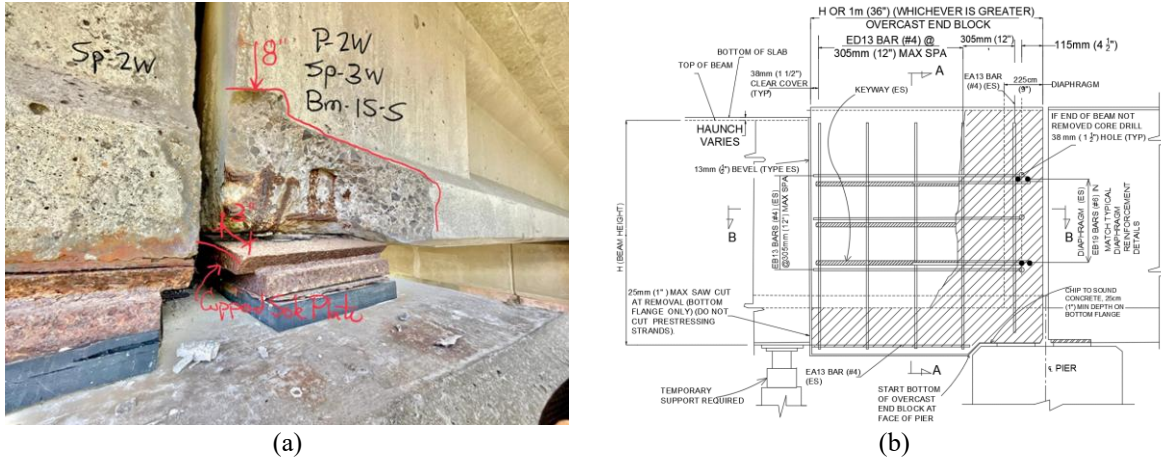 Sp-2W
8"
P-2W
Sp-3W
Bm-15-S
3"
(a)
H OR 1m (36") (WHICHEVER IS GREATER)
OVERCAST END BLOCK
ED13 BAR (#4) @
305mm (12") MAX SPA
305mm (12")
115mm (4 1/2")
BOTTOM OF SLAB
TOP OF BEAM
38mm (1 1/2")
CLEAR COVER
(TYP)
A
KEYWAY (ES)
EA13 BAR
(#4) (ES)
225cm
(9")
DIAPHRAGM
HAUNCH
VARIES
IF END OF BEAM NOT
REMOVED CORE DRILL
38 mm (1 1/2") HOLE (TYP)
13mm (1/2") BEVEL (TYPE ES)
H (BEAM HEIGHT)
B
EB13 BARS (#4) (ES)
@305mm (12") MAX SPA
DIAPHRAGM (ES)
EB19 BARS (#6) IN
MATCH TYPICAL
DIAPHRAGM
REINFORCEMENT
DETAILS
B
25mm (1") MAX SAW CUT
AT REMOVAL (BOTTOM
FLANGE ONLY) (DO NOT
CUT PRESTRESSING
STRANDS).
CHIP TO SOUND
CONCRETE, 25cm
(1") MIN DEPTH ON
BOTTOM FLANGE
TEMPORARY
SUPPORT REQUIRED
EA13 BAR (#4)
(ES)
A
START BOTTOM
OF OVERCAST
END BLOCK AT
FACE OF PIER
℄ PIER
(b)